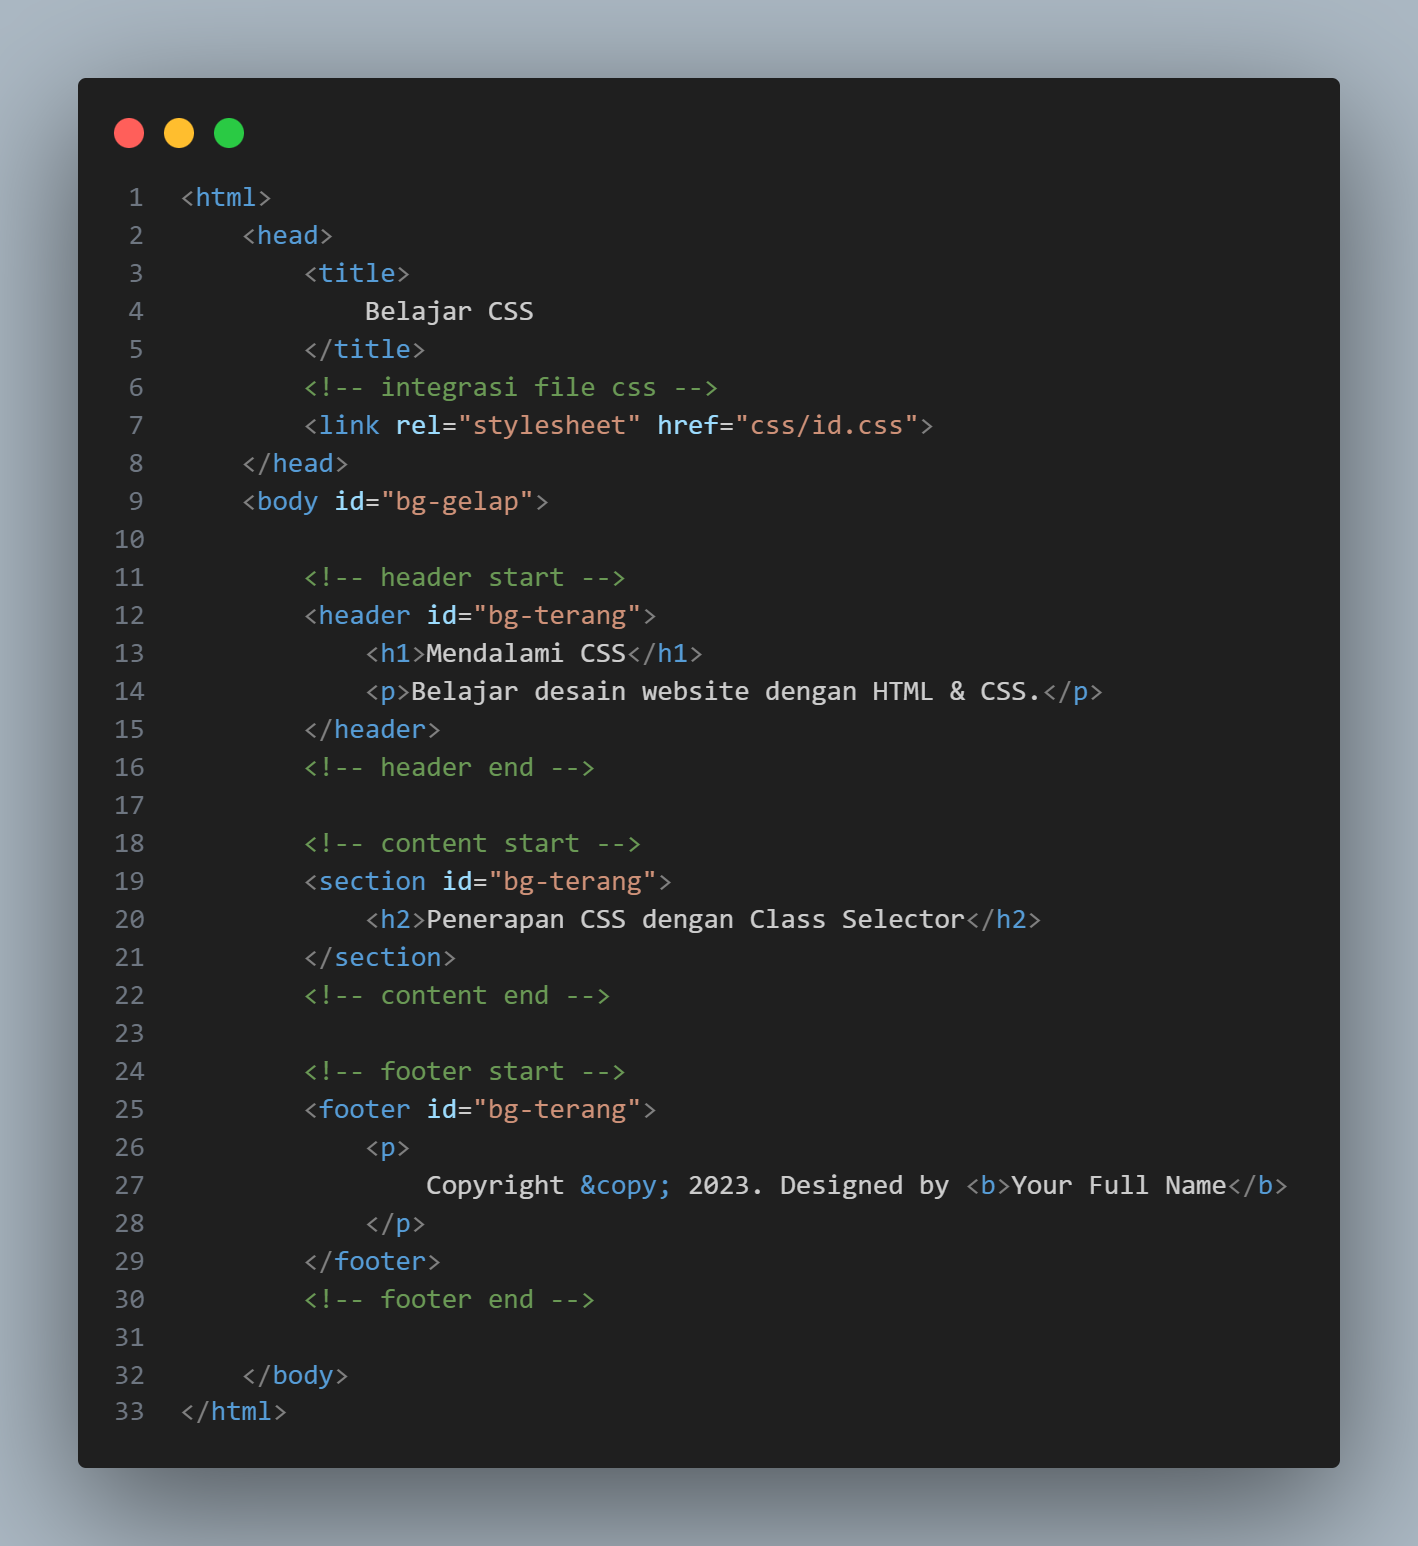 1 <html>
2     <head>
3         <title>
4             Belajar CSS
5         </title>
6         <!-- integrasi file css -->
7         <link rel="stylesheet" href="css/id.css">
8     </head>
9     <body id="bg-gelap">
10
11         <!-- header start -->
12         <header id="bg-terang">
13             <h1>Mendalami CSS</h1>
14             <p>Belajar desain website dengan HTML & CSS.</p>
15         </header>
16         <!-- header end -->
17
18         <!-- content start -->
19         <section id="bg-terang">
20             <h2>Penerapan CSS dengan Class Selector</h2>
21         </section>
22         <!-- content end -->
23
24         <!-- footer start -->
25         <footer id="bg-terang">
26             <p>
27                 Copyright &copy; 2023. Designed by <b>Your Full Name</b>
28             </p>
29         </footer>
30         <!-- footer end -->
31
32     </body>
33 </html>